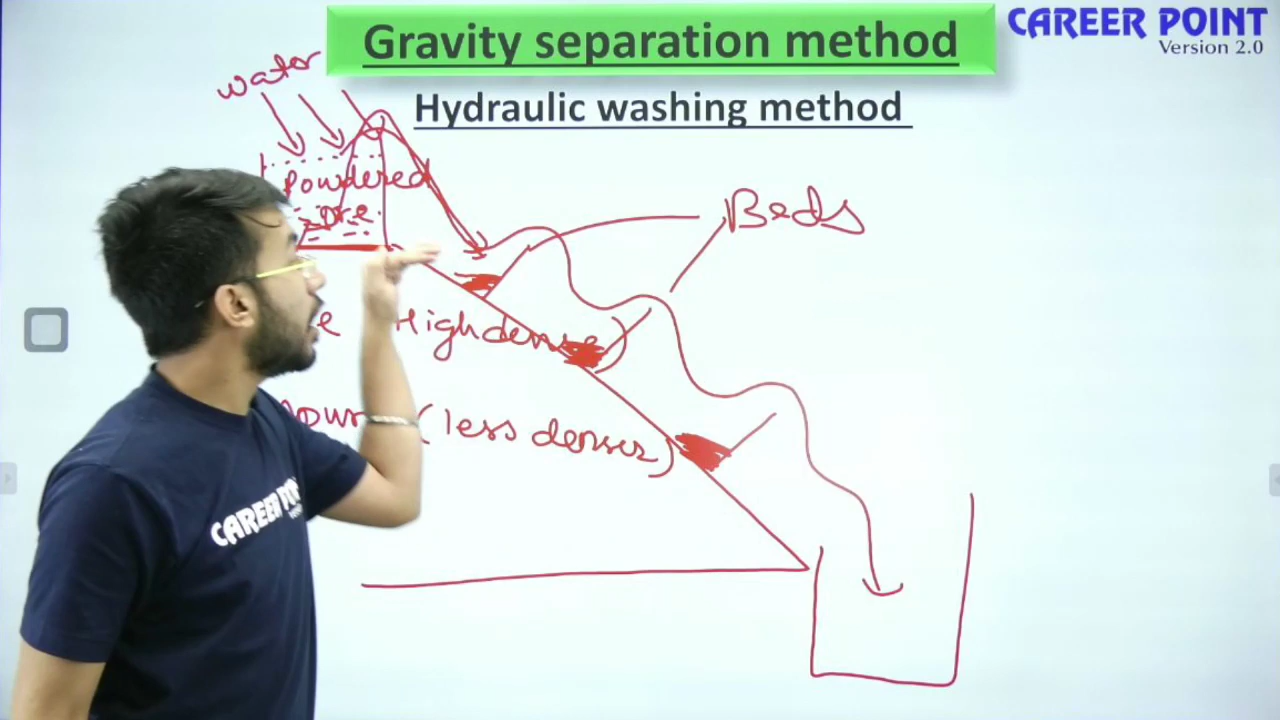 Gravity separation method
CAREER POINT
Version 2.0
Hydraulic washing method
water
Powdered
ore
Beds
High dense)
(less denser)
CAREER POINT